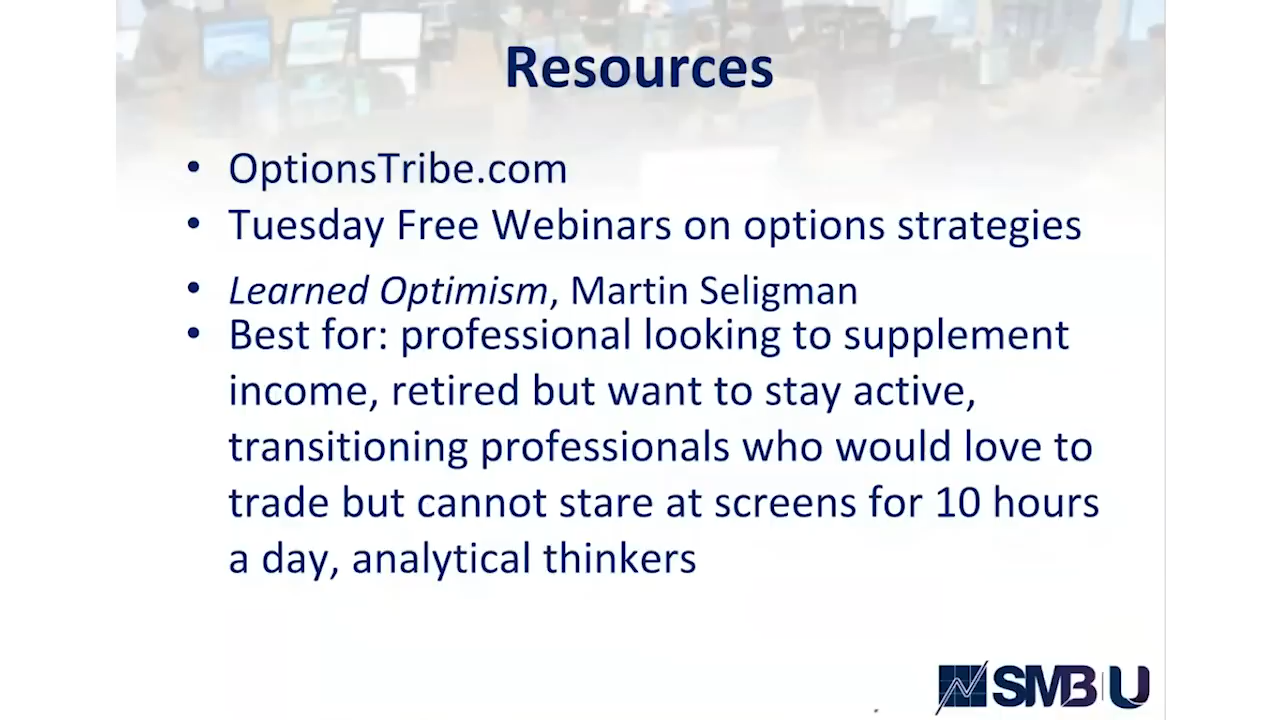 Resources
• OptionsTribe.com
• Tuesday Free Webinars on options strategies
• Learned Optimism, Martin Seligman
• Best for: professional looking to supplement
income, retired but want to stay active,
transitioning professionals who would love to
trade but cannot stare at screens for 10 hours
a day, analytical thinkers
SMB U